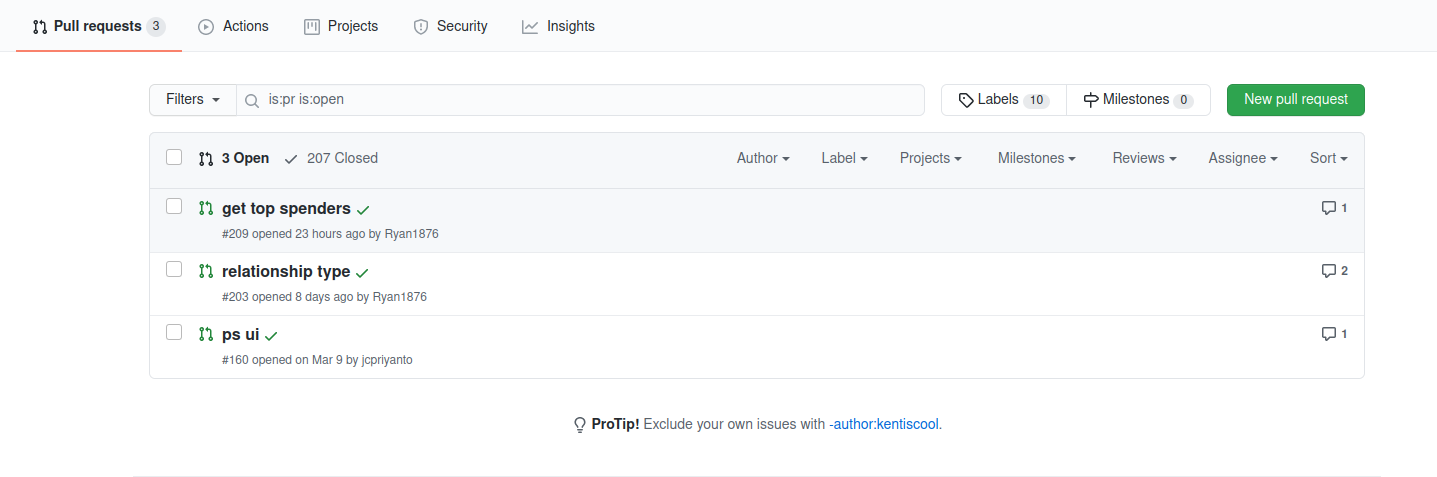 Pull requests 3 Actions Projects Security Insights
Filters is:pr is:open Labels 10 Milestones 0 New pull request
3 Open 207 Closed Author Label Projects Milestones Reviews Assignee Sort
get top spenders 1
#209 opened 23 hours ago by Ryan1876
relationship type 2
#203 opened 8 days ago by Ryan1876
ps ui 1
#160 opened on Mar 9 by jcpriyanto
ProTip! Exclude your own issues with -author:kentiscool.